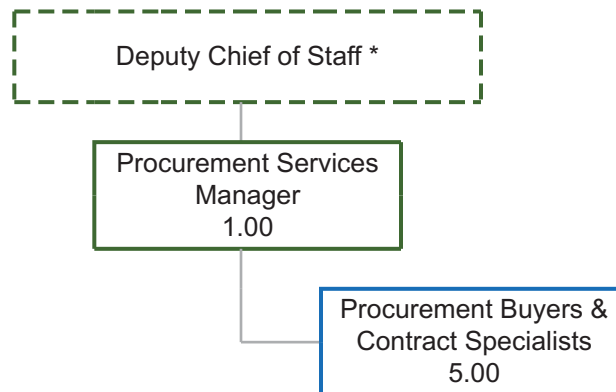 Deputy Chief of Staff *
Procurement Services
Manager
1.00
Procurement Buyers &
Contract Specialists
5.00